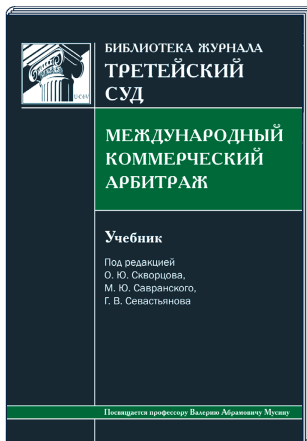 БИБЛИОТЕКА ЖУРНАЛА
ТРЕТЕЙСКИЙ
СУД
МЕЖДУНАРОДНЫЙ
КОММЕРЧЕСКИЙ
АРБИТРАЖ
Учебник
Под редакцией
О. Ю. Скворцова,
М. Ю. Савранского,
Г. В. Севастьянова
Посвящается профессору Валерию Абрамовичу Мусину